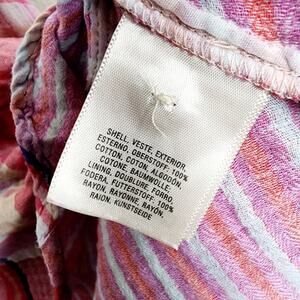 SHELL, VESTE, EXTERIOR,
ESTERNO, OBERSTOFF, 100%
COTTON, COTON, ALGODON,
COTONE, BAUMWOLLE,
LINING, DOUBLURE, FORRO,
FODERA, FUTTERSTOFF, 100%
RAYON, RAYONNE, RAYON,
RAION, KUNSTSEIDE